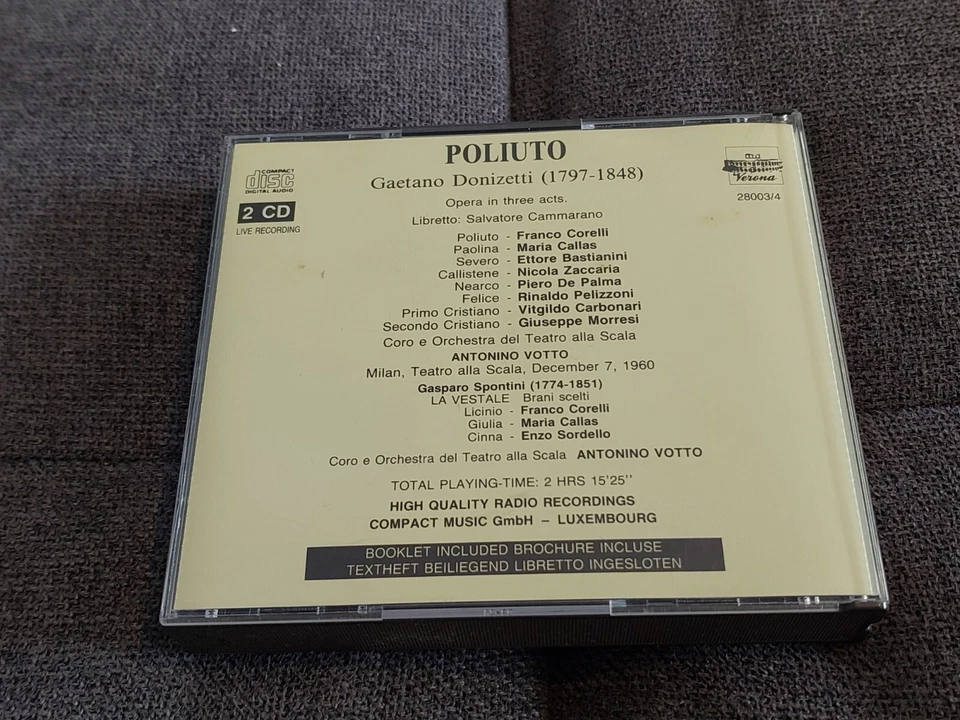 POLIUTO
Gaetano Donizetti (1797-1848)
COMPACT
disc
DIGITAL AUDIO
2 CD
LIVE RECORDING
Verona
28003/4
Opera in three acts.
Libretto: Salvatore Cammarano
Poliuto - Franco Corelli
Paolina - Maria Callas
Severo - Ettore Bastianini
Callistene - Nicola Zaccaria
Nearco - Piero De Palma
Felice - Rinaldo Pelizzoni
Primo Cristiano - Vitgildo Carbonari
Secondo Cristiano - Giuseppe Morresi
Coro e Orchestra del Teatro alla Scala
ANTONINO VOTTO
Milan, Teatro alla Scala, December 7, 1960
Gasparo Spontini (1774-1851)
LA VESTALE Brani scelti
Licinio - Franco Corelli
Giulia - Maria Callas
Cinna - Enzo Sordello
Coro e Orchestra del Teatro alla Scala ANTONINO VOTTO
TOTAL PLAYING-TIME: 2 HRS 15'25''
HIGH QUALITY RADIO RECORDINGS
COMPACT MUSIC GmbH – LUXEMBOURG
BOOKLET INCLUDED BROCHURE INCLUSE
TEXTHEFT BEILIEGEND LIBRETTO INGESLOTEN